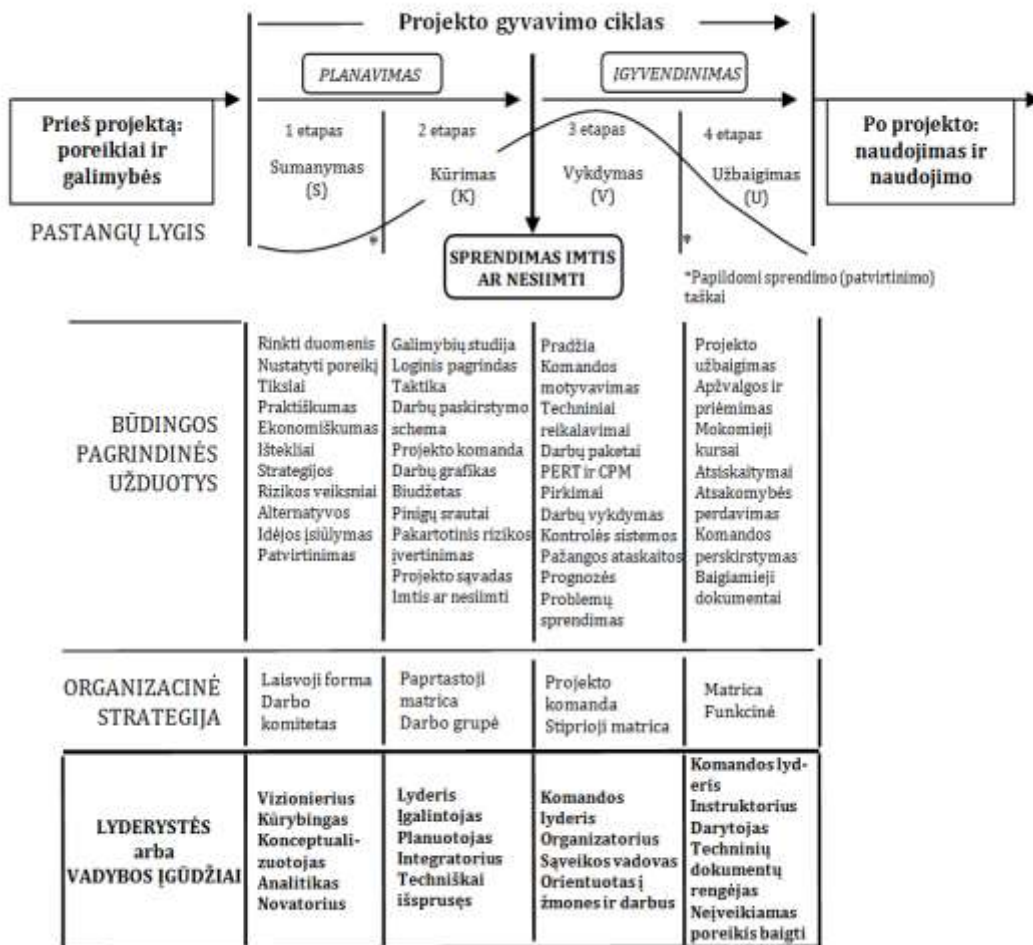 Projekto gyvavimo ciklas
PLANAVIMAS
ĮGYVENDINIMAS
Prieš projektą:
poreikiai ir
galimybės
1 etapas
Sumanymas
(S)
2 etapas
Kūrimas
(K)
3 etapas
Vykdymas
(V)
4 etapas
Užbaigimas
(U)
Po projekto:
naudojimas ir
naudojimo
PASTANGŲ LYGIS
*
*
SPRENDIMAS IMTIS
AR NESIIMTI
*Papildomi sprendimo (patvirtinimo)
taškai
BŪDINGOS
PAGRINDINĖS
UŽDUOTYS
Rinkti duomenis
Nustatyti poreikį
Tikslai
Praktiškumas
Ekonomiškumas
Ištekliai
Strategijos
Rizikos veiksniai
Alternatyvos
Idėjos įsiūlymas
Patvirtinimas
Galimybių studija
Loginis pagrindas
Taktika
Darbų paskirstymo
schema
Projekto komanda
Darbų grafikas
Biudžetas
Pinigų srautai
Pakartotinis rizikos
įvertinimas
Projekto sąvadas
Imtis ar nesiimti
Pradžia
Komandos
motyvavimas
Techniniai
reikalavimai
Darbų paketai
PERT ir CPM
Pirkimai
Darbų vykdymas
Kontrolės sistemos
Pažangos ataskaitos
Prognozės
Problemų
sprendimas
Projekto
užbaigimas
Apžvalgos ir
priėmimas
Mokomieji
kursai
Atsiskaitymai
Atsakomybės
perdavimas
Komandos
perskirstymas
Baigiamieji
dokumentai
ORGANIZACINĖ
STRATEGIJA
Laisvoji forma
Darbo
komitetas
Paprtastoji
matrica
Darbo grupė
Projekto
komanda
Stiprioji matrica
Matrica
Funkcinė
LYDERYSTĖS
arba
VADYBOS ĮGŪDŽIAI
Vizionierius
Kūrybingas
Konceptuali-
zuotojas
Analitikas
Novatorius
Lyderis
Įgalintojas
Planuotojas
Integratorius
Techniškai
išsprusęs
Komandos
lyderis
Organizatorius
Sąveikos vadovas
Orientuotas į
žmones ir darbus
Komandos lyd-
eris
Instruktorius
Darytojas
Techninių
dokumentų
rengėjas
Neįveikiamas
poreikis baigti